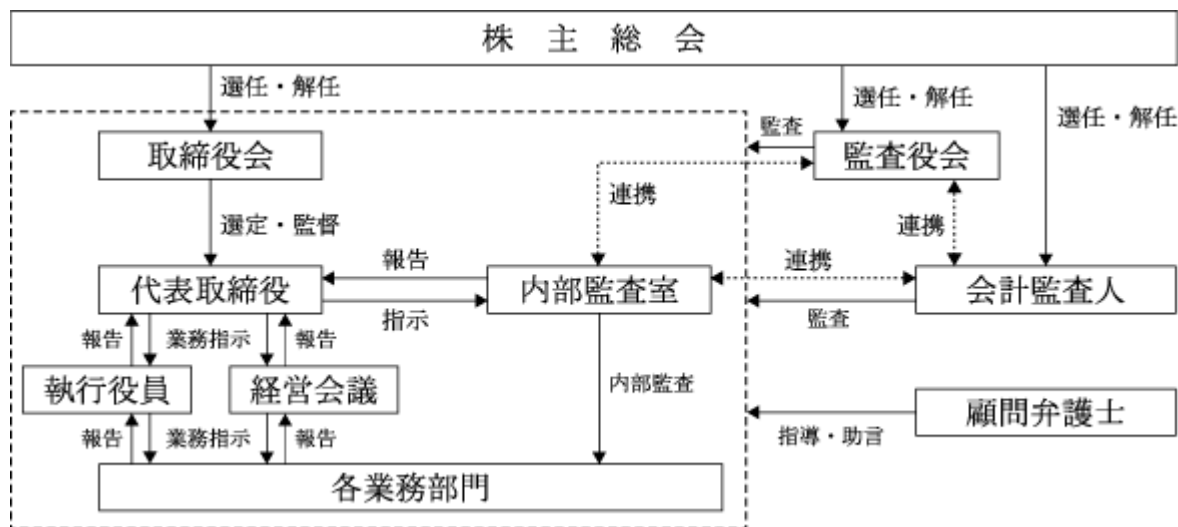 株主総会
選任・解任
選任・解任
選任・解任
監査
取締役会
監査役会
連携
連携
選定・監督
報告
連携
代表取締役
内部監査室
会計監査人
指示
監査
報告
業務指示
報告
執行役員
経営会議
内部監査
顧問弁護士
報告
業務指示
報告
指導・助言
各業務部門